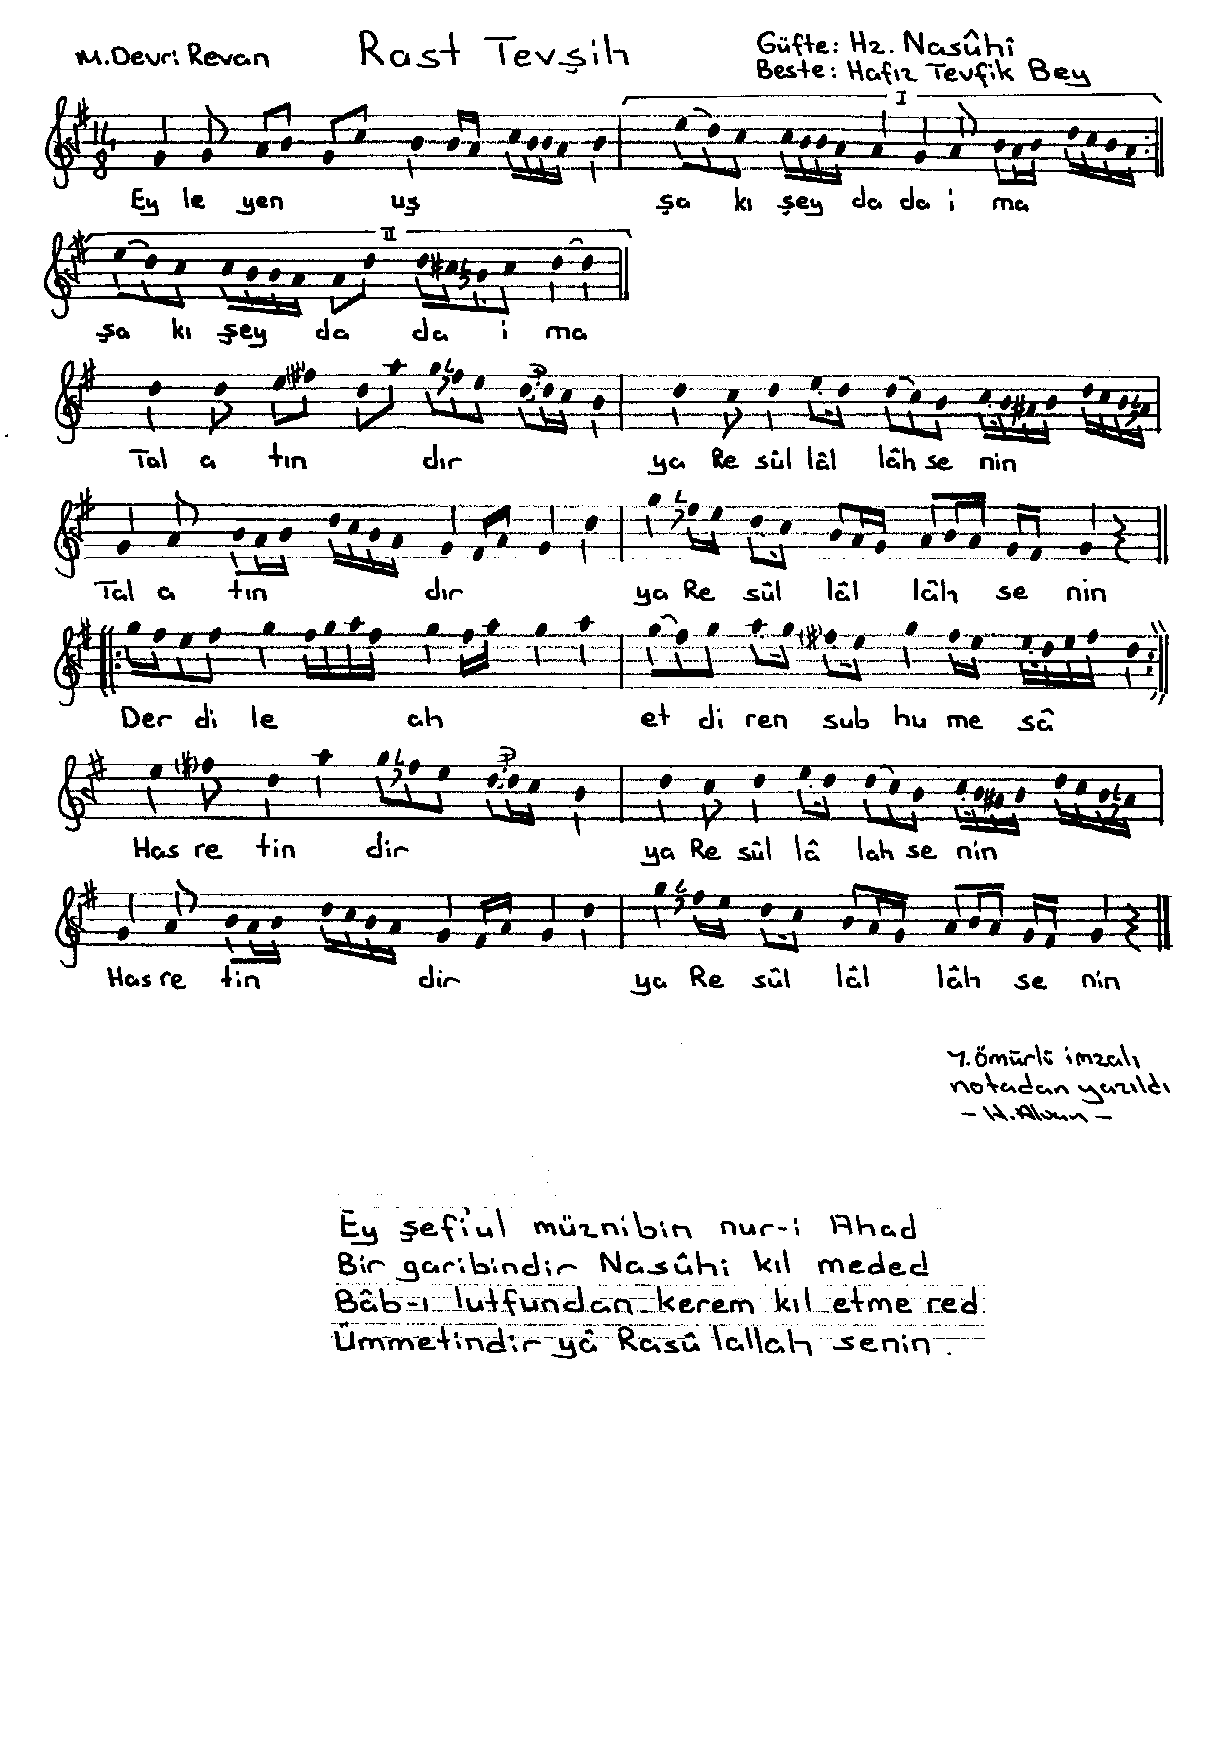 M. Devri Revan
Rast Tevşih
Güfte: Hz. Nasûhî
Beste: Hafız Tevfik Bey
I
14
8
Ey le yen uş şa kı şey da da i ma
II
şa kı şey da da i ma
Tal a tın dır ya Re sûl lâl lâh se nin
Tal a tın dır ya Re sûl lâl lâh se nin
Der di le ah et di ren sub hu me sâ
Has re tin dir ya Re sûl lâ lah se nin
Has re tin dir ya Re sûl lâl lâh se nin
Y. Ömürlü imzalı
notadan yazıldı
- H. Alvan -
Ey şefi'ul müznibin nur-i Ahad
Bir garibindir Nasûhi kıl meded
Bâb-ı lutfundan kerem kıl etme red
Ümmetindir yâ Rasû lallah senin.